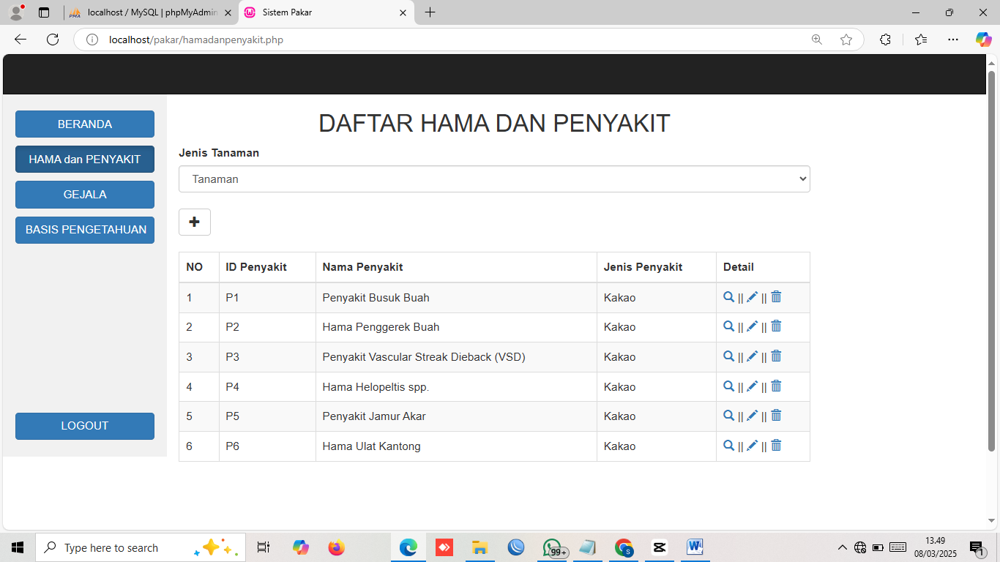 localhost / MySQL | phpMyAdmin
Sistem Pakar
localhost/pakar/hamadanpenyakit.php
BERANDA
HAMA dan PENYAKIT
GEJALA
BASIS PENGETAHUAN
LOGOUT
DAFTAR HAMA DAN PENYAKIT
Jenis Tanaman
Tanaman
NO ID Penyakit Nama Penyakit Jenis Penyakit Detail
1 P1 Penyakit Busuk Buah Kakao || ||
2 P2 Hama Penggerek Buah Kakao || ||
3 P3 Penyakit Vascular Streak Dieback (VSD) Kakao || ||
4 P4 Hama Helopeltis spp. Kakao || ||
5 P5 Penyakit Jamur Akar Kakao || ||
6 P6 Hama Ulat Kantong Kakao || ||
Type here to search
99+
13.49
08/03/2025
1